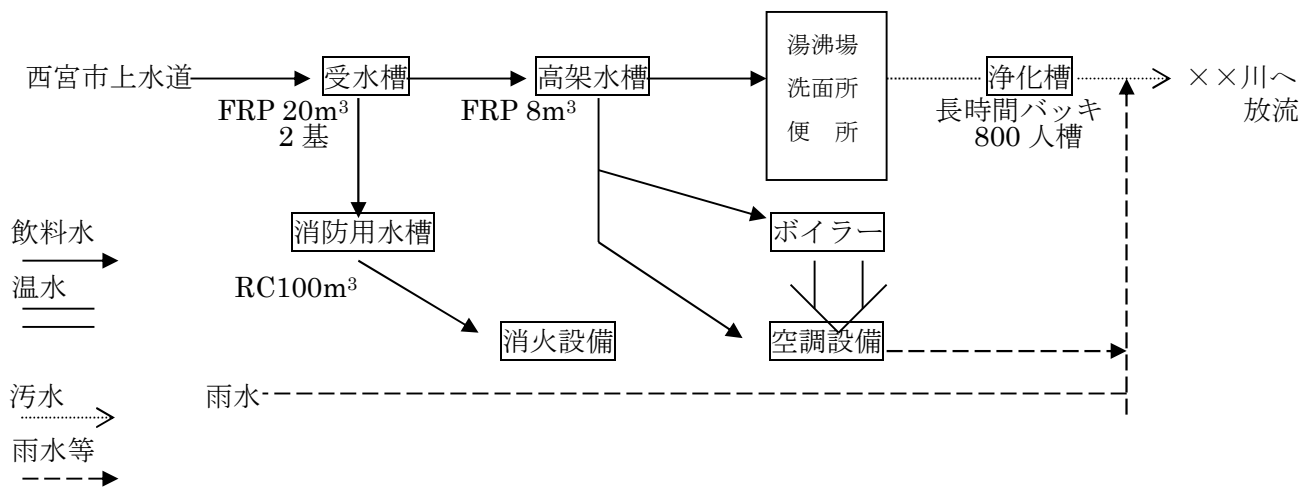 湯沸場
西宮市上水道
受水槽
高架水槽
洗面所
浄化槽
××川へ
放流
FRP 20m³
2 基
FRP 8m³
便　所
長時間バッキ
800 人槽
飲料水
消防用水槽
ボイラー
温水
RC100m³
消火設備
空調設備
汚水
雨水
雨水等